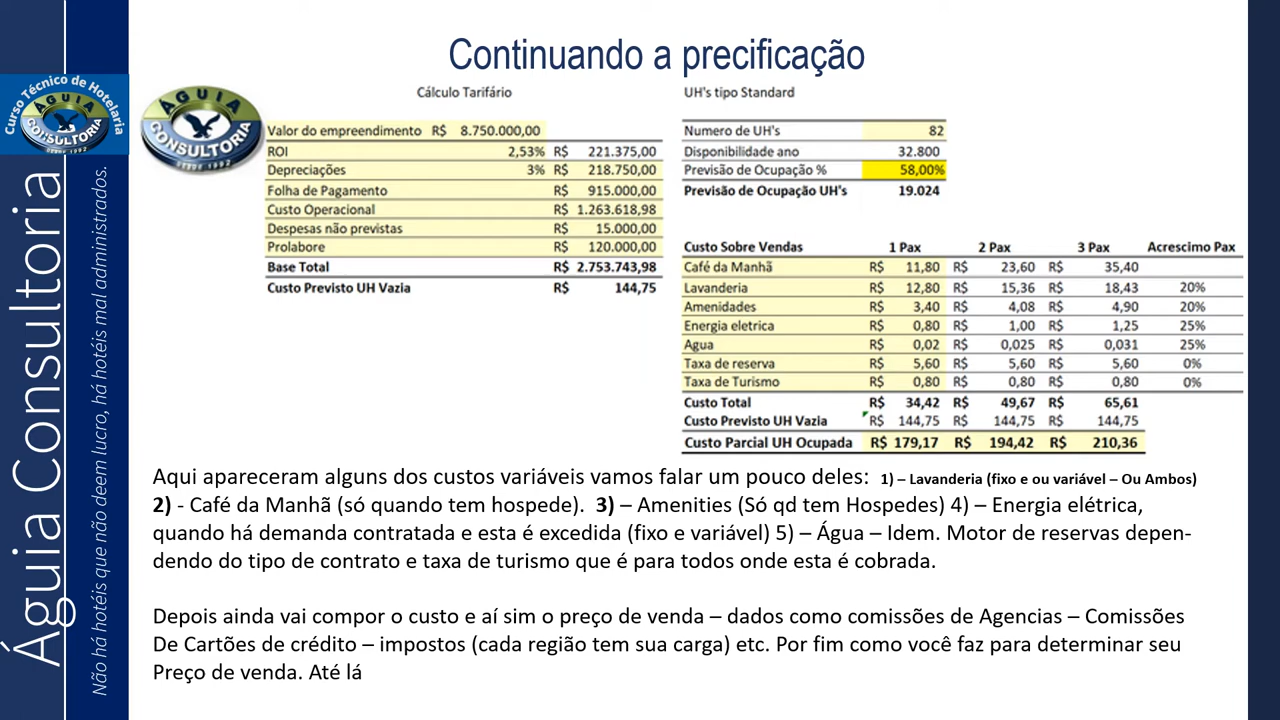 Continuando a precificação
Curso Técnico de Hotelaria
ÁGUIA
CONSULTORIA
DESDE 1992
Águia Consultoria
Não há hotéis que não deem lucro, há hotéis mal administrados.
ÁGUIA
CONSULTORIA
DESDE 1992
Cálculo Tarifário
Valor do empreendimento R$ 8.750.000,00
ROI 2,53% R$ 221.375,00
Depreciações 3% R$ 218.750,00
Folha de Pagamento R$ 915.000,00
Custo Operacional R$ 1.263.618,98
Despesas não previstas R$ 15.000,00
Prolabore R$ 120.000,00
Base Total R$ 2.753.743,98
Custo Previsto UH Vazia R$ 144,75
UH's tipo Standard
Numero de UH's 82
Disponibilidade ano 32.800
Previsão de Ocupação % 58,00%
Previsão de Ocupação UH's 19.024
Custo Sobre Vendas 1 Pax 2 Pax 3 Pax Acrescimo Pax
Café da Manhã R$ 11,80 R$ 23,60 R$ 35,40
Lavanderia R$ 12,80 R$ 15,36 R$ 18,43 20%
Amenidades R$ 3,40 R$ 4,08 R$ 4,90 20%
Energia eletrica R$ 0,80 R$ 1,00 R$ 1,25 25%
Agua R$ 0,02 R$ 0,025 R$ 0,031 25%
Taxa de reserva R$ 5,60 R$ 5,60 R$ 5,60 0%
Taxa de Turismo R$ 0,80 R$ 0,80 R$ 0,80 0%
Custo Total R$ 34,42 R$ 49,67 R$ 65,61
Custo Previsto UH Vazia R$ 144,75 R$ 144,75 R$ 144,75
Custo Parcial UH Ocupada R$ 179,17 R$ 194,42 R$ 210,36
Aqui apareceram alguns dos custos variáveis vamos falar um pouco deles: 1) – Lavanderia (fixo e ou variável – Ou Ambos)
2) - Café da Manhã (só quando tem hospede). 3) – Amenities (Só qd tem Hospedes) 4) – Energia elétrica,
quando há demanda contratada e esta é excedida (fixo e variável) 5) – Água – Idem. Motor de reservas depen-
dendo do tipo de contrato e taxa de turismo que é para todos onde esta é cobrada.
Depois ainda vai compor o custo e aí sim o preço de venda – dados como comissões de Agencias – Comissões
De Cartões de crédito – impostos (cada região tem sua carga) etc. Por fim como você faz para determinar seu
Preço de venda. Até lá